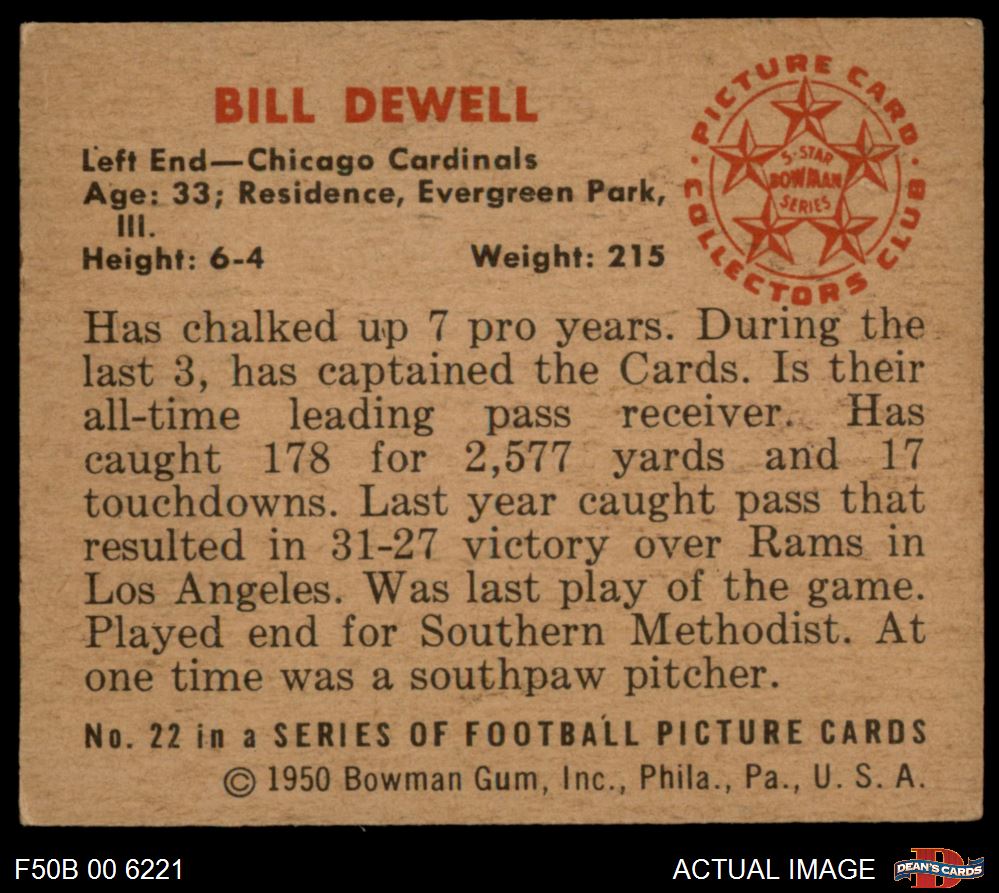 BILL DEWELL
Left End—Chicago Cardinals
Age: 33; Residence, Evergreen Park,
Ill.
Height: 6-4 Weight: 215
PICTURE CARD
COLLECTORS CLUB
5-STAR
BOWMAN
SERIES
Has chalked up 7 pro years. During the
last 3, has captained the Cards. Is their
all-time leading pass receiver. Has
caught 178 for 2,577 yards and 17
touchdowns. Last year caught pass that
resulted in 31-27 victory over Rams in
Los Angeles. Was last play of the game.
Played end for Southern Methodist. At
one time was a southpaw pitcher.
No. 22 in a SERIES OF FOOTBALL PICTURE CARDS
© 1950 Bowman Gum, Inc., Phila., Pa., U. S. A.
F50B 00 6221
ACTUAL IMAGE
D
DEAN'S CARDS